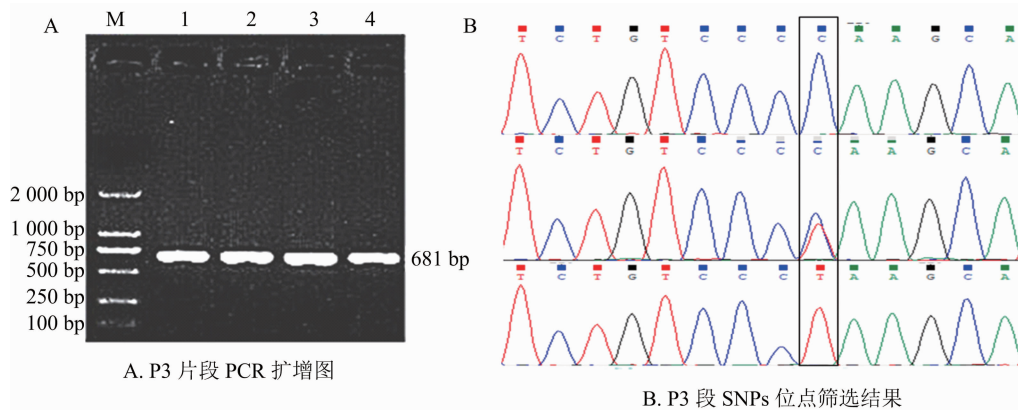 A
M 1 2 3 4
2 000 bp
1 000 bp
750 bp
500 bp
250 bp
100 bp
681 bp
A. P3 片段 PCR 扩增图
B
T C T G T C C C C A A G C A
T C T G T C C C C A A G C A
T C T G T C C C T A A G C A
B. P3 段 SNPs 位点筛选结果